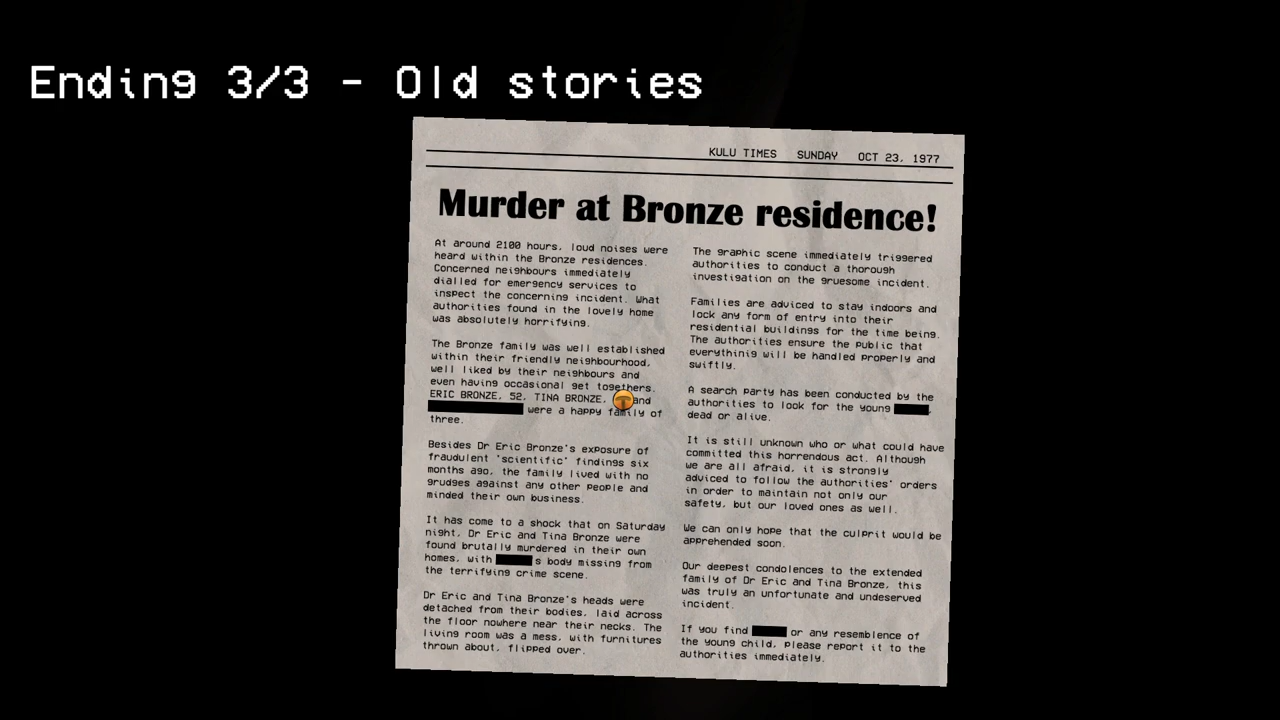 Ending 3/3 - Old stories
KULU TIMES SUNDAY OCT 23, 1977
Murder at Bronze residence!
At around 2100 hours, loud noises were
heard within the Bronze residences.
Concerned neighbours immediately
dialled for emergency services to
inspect the concerning incident. What
authorities found in the lovely home
was absolutely horrifying.
The Bronze family was well established
within their friendly neighbourhood,
well liked by their neighbours and
even having occasional get togethers.
ERIC BRONZE, 52, TINA BRONZE, and
were a happy family of
three.
Besides Dr Eric Bronze's exposure of
fraudulent 'scientific' findings six
months ago, the family lived with no
grudges against any other people and
minded their own business.
It has come to a shock that on Saturday
night, Dr Eric and Tina Bronze were
found brutally murdered in their own
homes, with s body missing from
the terrifying crime scene.
Dr Eric and Tina Bronze's heads were
detached from their bodies, laid across
the floor nowhere near their necks. The
living room was a mess, with furnitures
thrown about, flipped over.
The graphic scene immediately triggered
authorities to conduct a thorough
investigation on the gruesome incident.
Families are adviced to stay indoors and
lock any form of entry into their
residential buildings for the time being.
The authorities ensure the public that
everythinig will be handled properly and
swiftly.
A search party has been conducted by the
authorities to look for the young ,
dead or alive.
It is still unknown who or what could have
committed this horrendous act. Although
we are all afraid, it is strongly
adviced to follow the authorities' orders
in order to maintain not only our
safety, but our loved ones as well.
We can only hope that the culprit would be
apprehended soon.
Our deepest condolences to the extended
family of Dr Eric and Tina Bronze, this
was truly an unfortunate and undeserved
incident.
If you find or any resemblence of
the young child, please report it to the
authorities immediately.